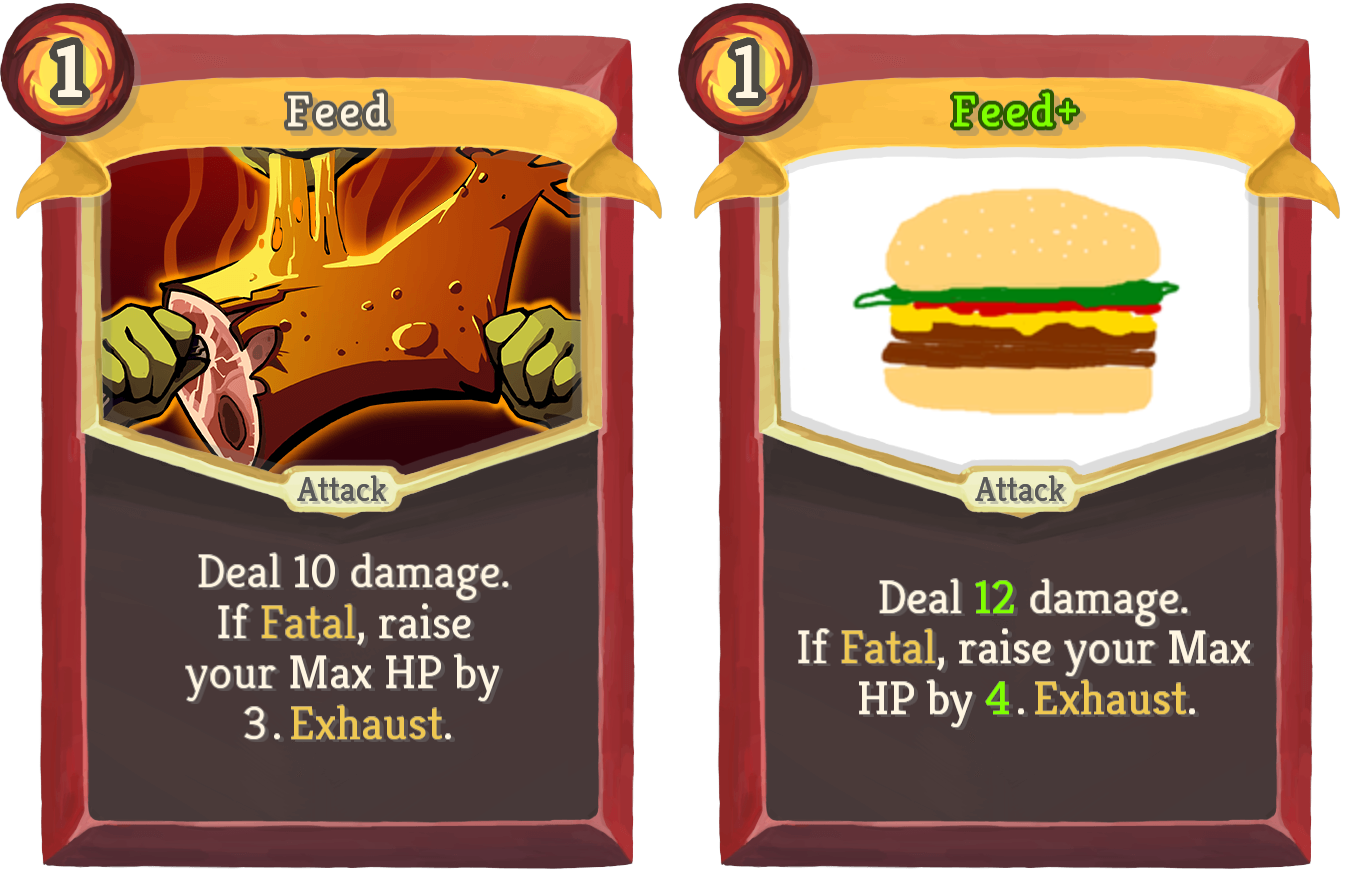 1
Feed
Attack
Deal 10 damage.
If Fatal, raise
your Max HP by
3. Exhaust.
1
Feed+
Attack
Deal 12 damage.
If Fatal, raise your Max
HP by 4. Exhaust.